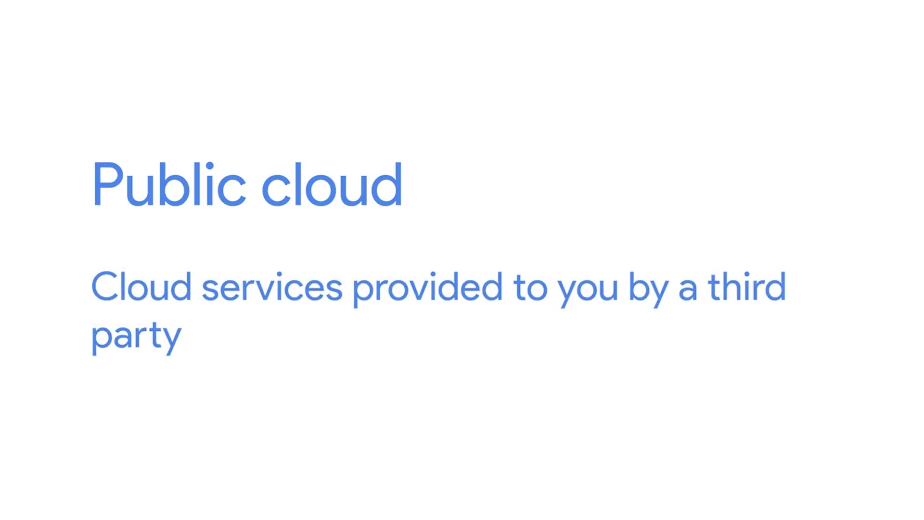 Public cloud
Cloud services provided to you by a third
party